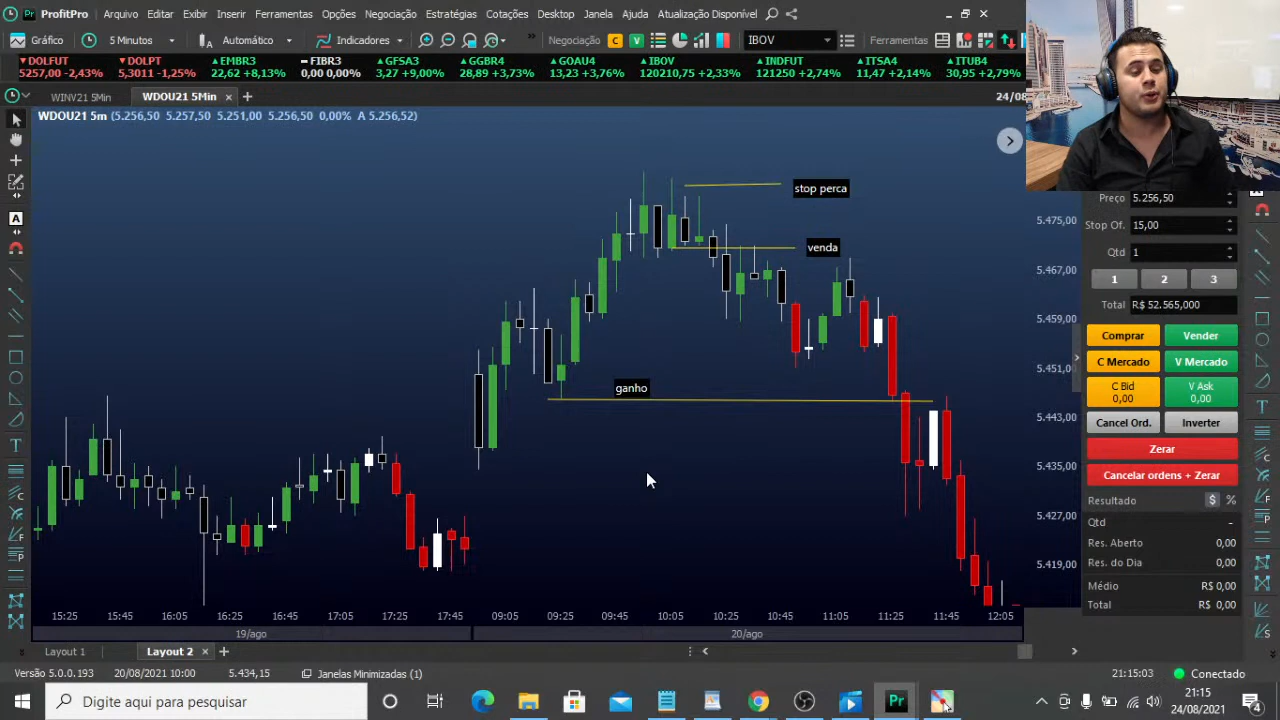 ProfitPro Arquivo Editar Exibir Inserir Ferramentas Opções Negociação Estratégias Cotações Desktop Janela Ajuda Atualização Disponível
Gráfico 5 Minutos Automático Indicadores Negociação C V IBOV Ferramentas
DOLFUT DOLPT EMBR3 FIBR3 GFSA3 GGBR4 GOAU4 IBOV INDFUT ITSA4 ITUB4
5257,00 -2,43% 5,3011 -1,25% 22,62 +8,13% 0,00 0,00% 3,27 +9,00% 28,89 +3,73% 13,23 +3,76% 120210,75 +2,33% 121250 +2,74% 11,47 +2,14% 30,95 +2,79%
WINV21 5Min WDOU21 5Min 24/08
WDOU21 5m (5.256,50 5.257,50 5.251,00 5.256,50 0,00% A 5.256,52)
stop perca
venda
ganho
5.475,00
5.467,00
5.459,00
5.451,00
5.443,00
5.435,00
5.427,00
5.419,00
Preço 5.256,50
Stop Of. 15,00
Qtd 1
1 2 3
Total R$ 52.565,000
Comprar Vender
C Mercado V Mercado
C Bid V Ask
0,00 0,00
Cancel Ord. Inverter
Zerar
Cancelar ordens + Zerar
Resultado $ %
Qtd -
Res. Aberto 0,00
Res. do Dia 0,00
Médio R$ 0,00
Total R$ 0,00
15:25 15:45 16:05 16:25 16:45 17:05 17:25 17:45 09:05 09:25 09:45 10:05 10:25 10:45 11:05 11:25 11:45 12:05
19/ago 20/ago
Layout 1 Layout 2
Versão 5.0.0.193 20/08/2021 10:00 5.434,15 Janelas Minimizadas (1) 21:15:03 Conectado
Digite aqui para pesquisar
21:15
24/08/2021
4